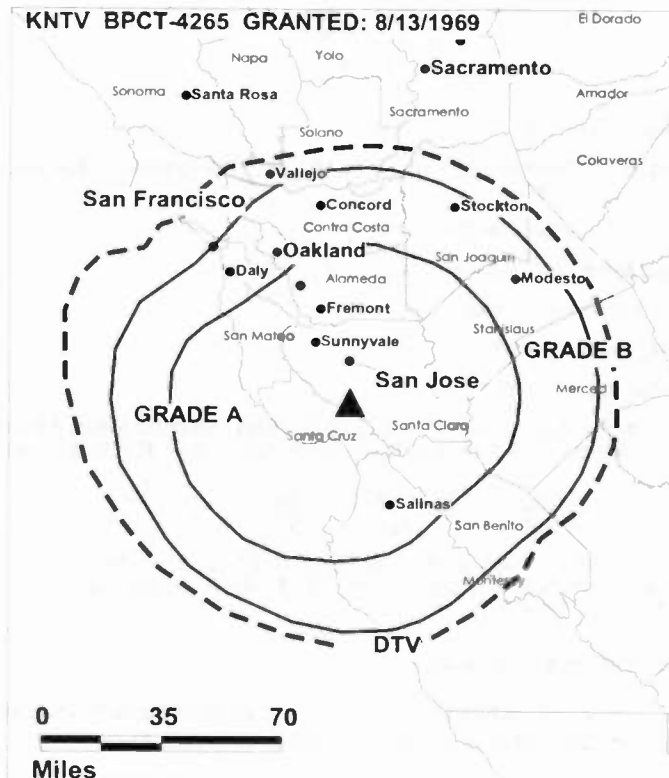 KNTV BPCT-4265 GRANTED: 8/13/1969
El Dorado
Napa
Yolo
Sacramento
Sonoma
Santa Rosa
Amador
Sacramento
Solano
Colaveras
Vallejo
San Francisco
Concord
Stockton
Contra Costa
Oakland
San Joaquin
Daly
Alameda
Modesto
Fremont
Stanislaus
San Mateo
Sunnyvale
GRADE B
San Jose
Merced
GRADE A
Santa Clara
Santa Cruz
Salinas
San Benito
Monterey
DTV
0 35 70
Miles